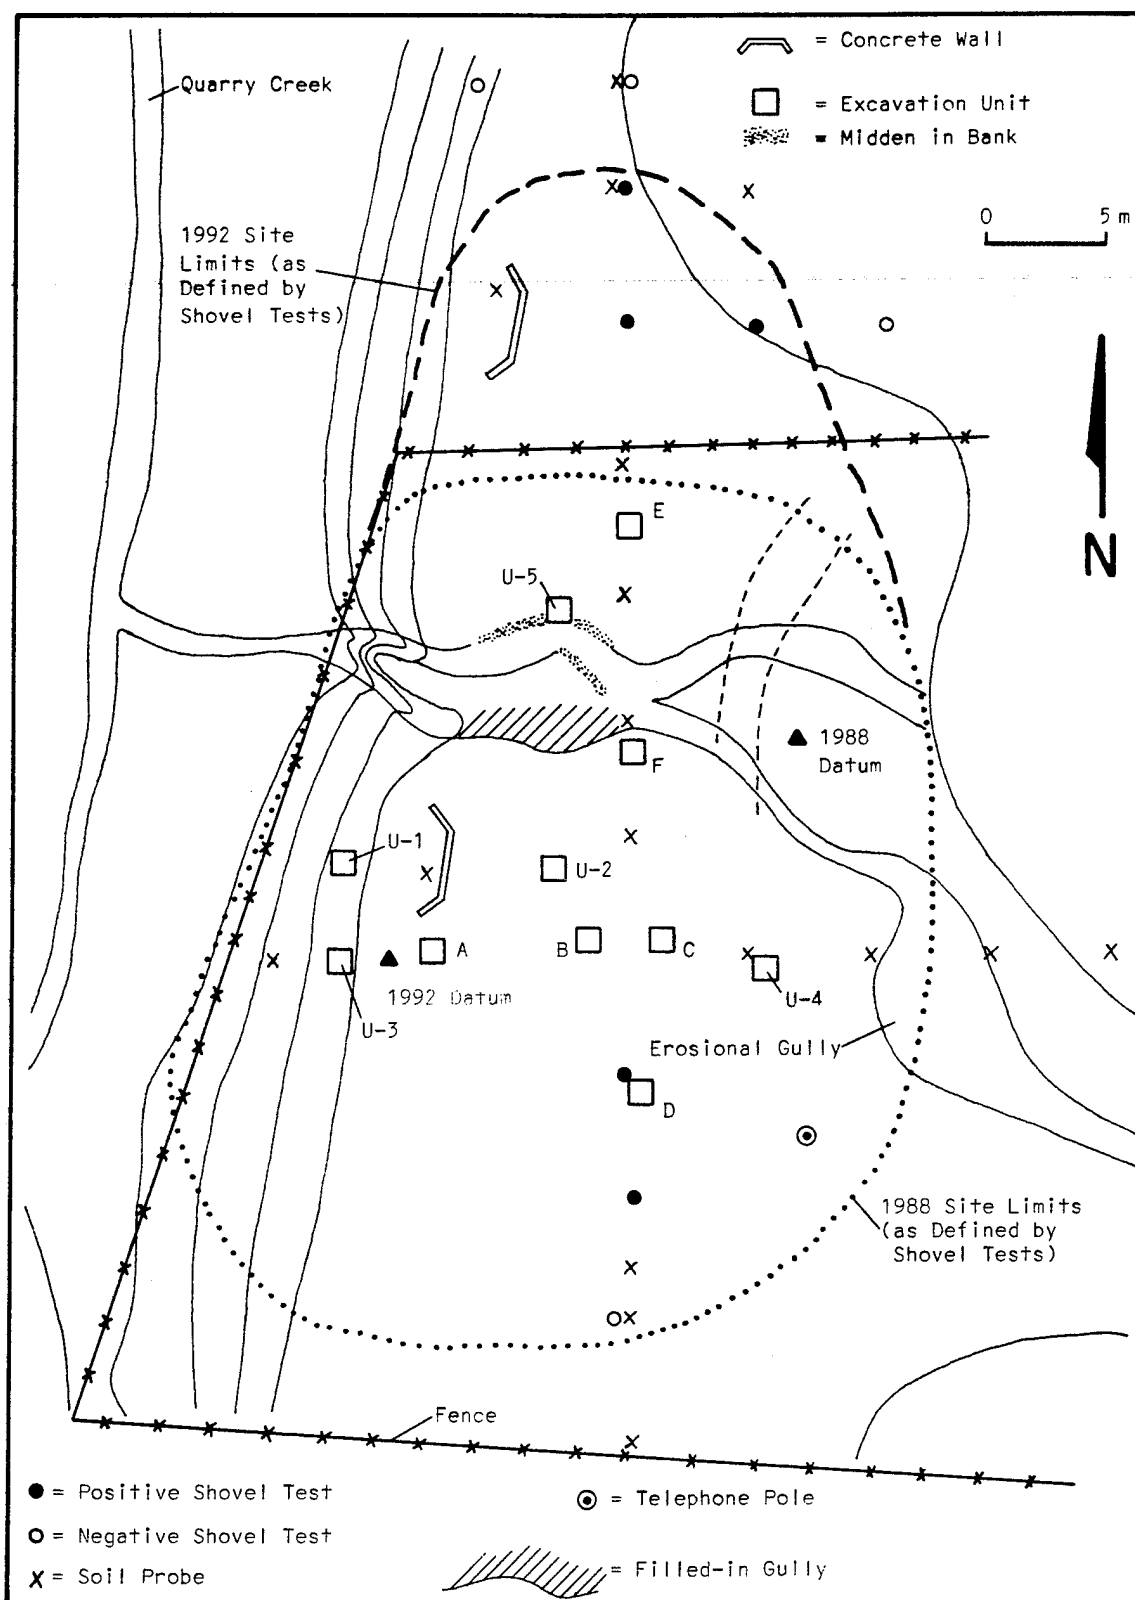 = Concrete Wall
Quarry Creek
= Excavation Unit
= Midden in Bank
0 5 m
1992 Site
Limits (as
Defined by
Shovel Tests)
E
U-5
N
1988
Datum
F
U-1
U-2
A
B
C
1992 Datum
U-4
U-3
Erosional Gully
D
1988 Site Limits
(as Defined by
Shovel Tests)
Fence
= Positive Shovel Test
= Telephone Pole
= Negative Shovel Test
= Filled-in Gully
X = Soil Probe